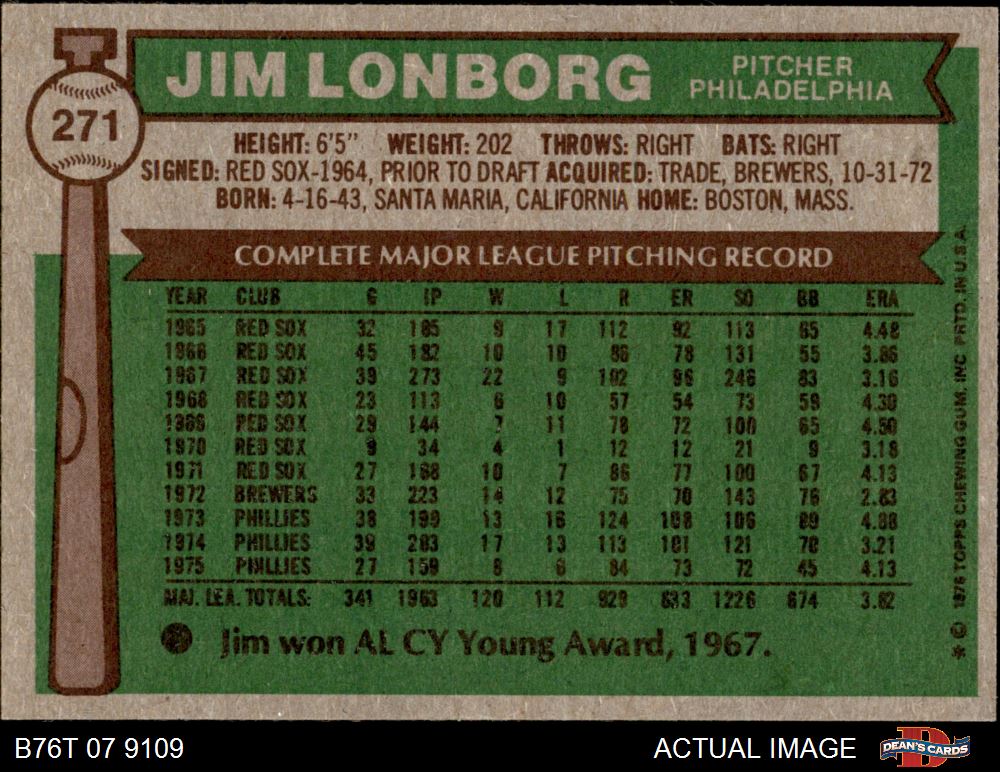 JIM LONBORG
PITCHER
PHILADELPHIA
271
HEIGHT: 6'5" WEIGHT: 202 THROWS: RIGHT BATS: RIGHT
SIGNED: RED SOX-1964, PRIOR TO DRAFT ACQUIRED: TRADE, BREWERS, 10-31-72
BORN: 4-16-43, SANTA MARIA, CALIFORNIA HOME: BOSTON, MASS.
COMPLETE MAJOR LEAGUE PITCHING RECORD
YEAR CLUB G IP W L R ER SO BB ERA
1965 RED SOX 32 185 9 17 112 92 113 65 4.48
1966 RED SOX 45 182 10 10 86 78 131 55 3.86
1967 RED SOX 39 273 22 9 102 96 246 83 3.16
1968 RED SOX 23 113 6 10 57 54 73 59 4.30
1969 RED SOX 29 144 7 11 78 72 100 65 4.50
1970 RED SOX 9 34 4 1 12 12 21 9 3.18
1971 RED SOX 27 168 10 7 86 77 100 67 4.13
1972 BREWERS 33 223 14 12 75 70 143 76 2.83
1973 PHILLIES 38 199 13 16 124 108 106 89 4.88
1974 PHILLIES 39 283 17 13 113 101 121 70 3.21
1975 PHILLIES 27 159 8 6 84 73 72 45 4.13
MAJ. LEA. TOTALS: 341 1963 120 112 929 833 1226 674 3.82
Jim won AL CY Young Award, 1967.
* © 1976 TOPPS CHEWING GUM, INC PRTD. IN U.S.A.
B76T 07 9109
ACTUAL IMAGE
DEAN'S CARDS